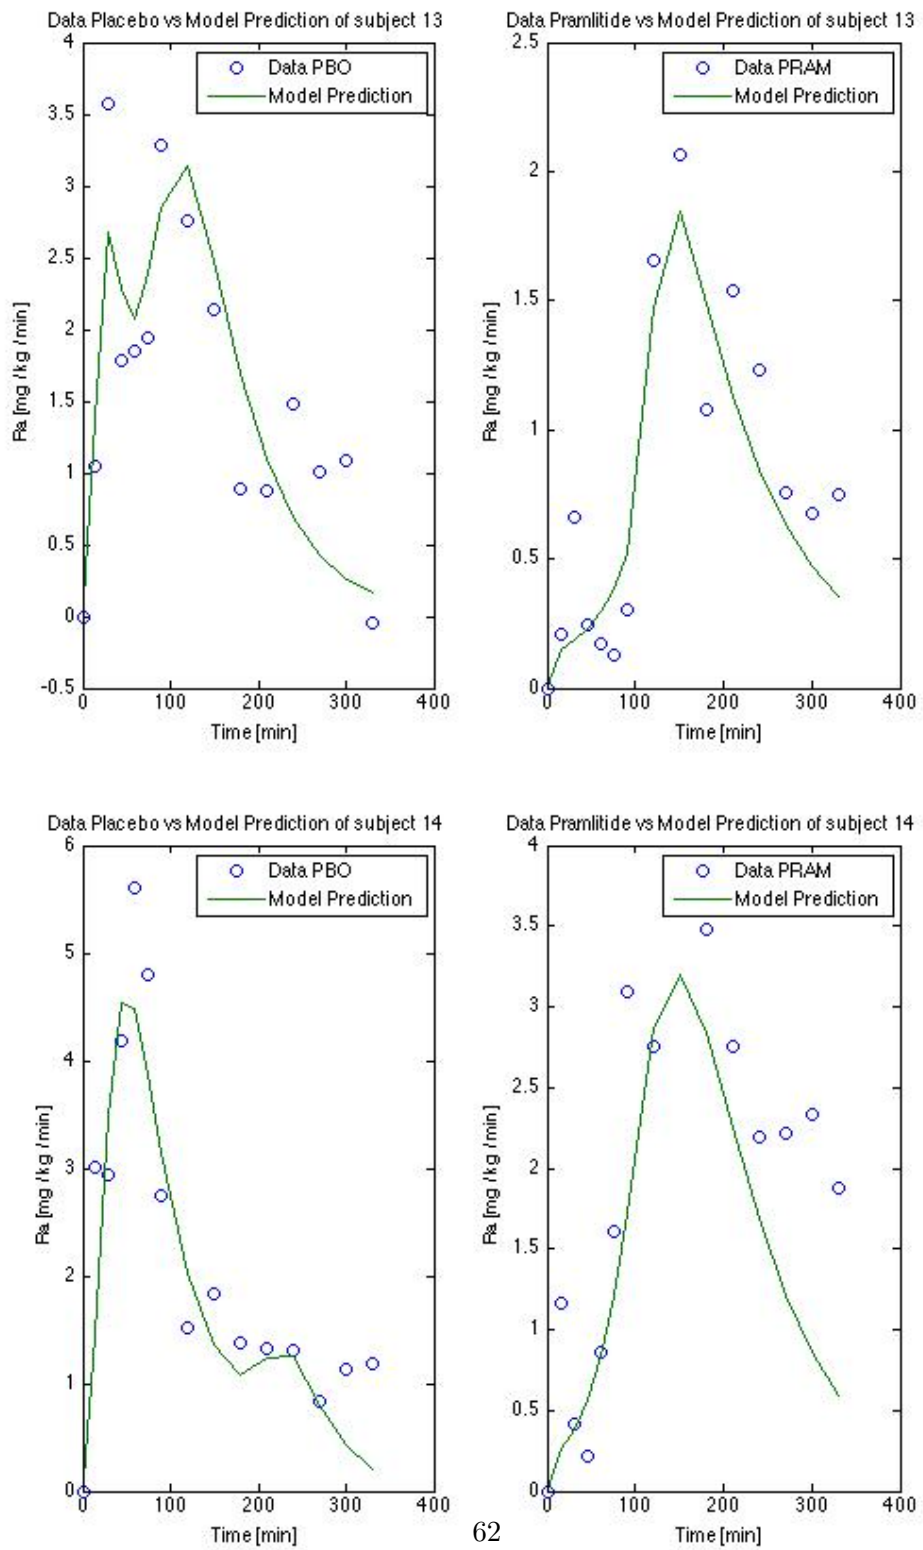 Data Placebo vs Model Prediction of subject 13
4
3.5
3
2.5
2
1.5
1
0.5
0
-0.5
Ra [mg /kg /min]
Data PBO
Model Prediction
0 100 200 300 400
Time [min]
Data Pramlitide vs Model Prediction of subject 13
2.5
2
1.5
1
0.5
0
Ra [mg /kg /min]
Data PRAM
Model Prediction
0 100 200 300 400
Time [min]
Data Placebo vs Model Prediction of subject 14
6
5
4
3
2
1
0
Ra [mg /kg /min]
Data PBO
Model Prediction
0 100 200 300 400
Time [min]
Data Pramlitide vs Model Prediction of subject 14
4
3.5
3
2.5
2
1.5
1
0.5
0
Ra [mg /kg /min]
Data PRAM
Model Prediction
0 100 200 300 400
Time [min]
62